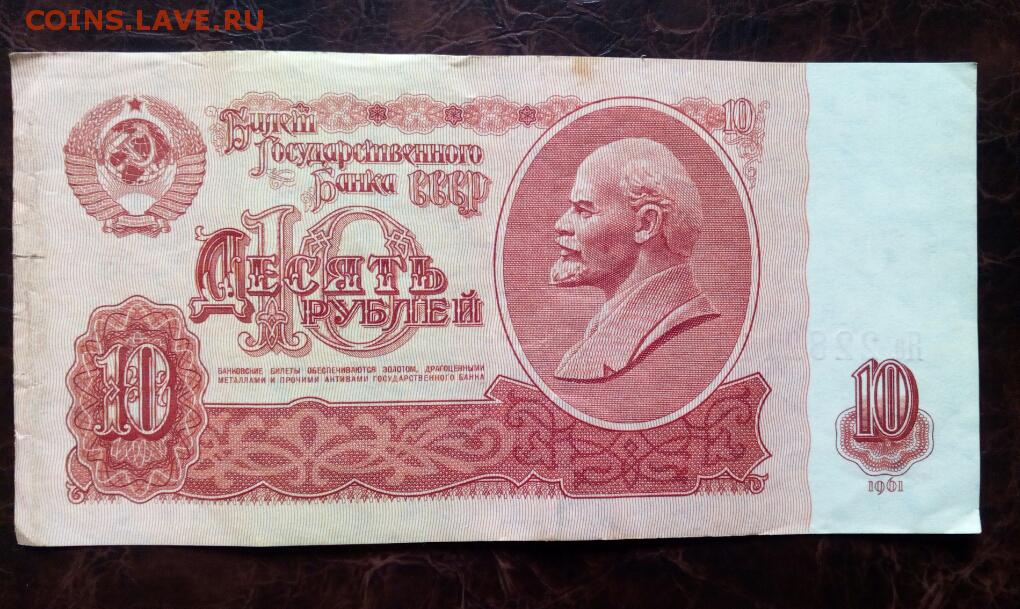 COINS.LAVE.RU
Билет
Государственного
Банка СССР
10
10
Десять
рублей
БАНКОВСКИЕ БИЛЕТЫ ОБЕСПЕЧИВАЮТСЯ ЗОЛОТОМ, ДРАГОЦЕННЫМИ
МЕТАЛЛАМИ И ПРОЧИМИ АКТИВАМИ ГОСУДАРСТВЕННОГО БАНКА
10
10
1961